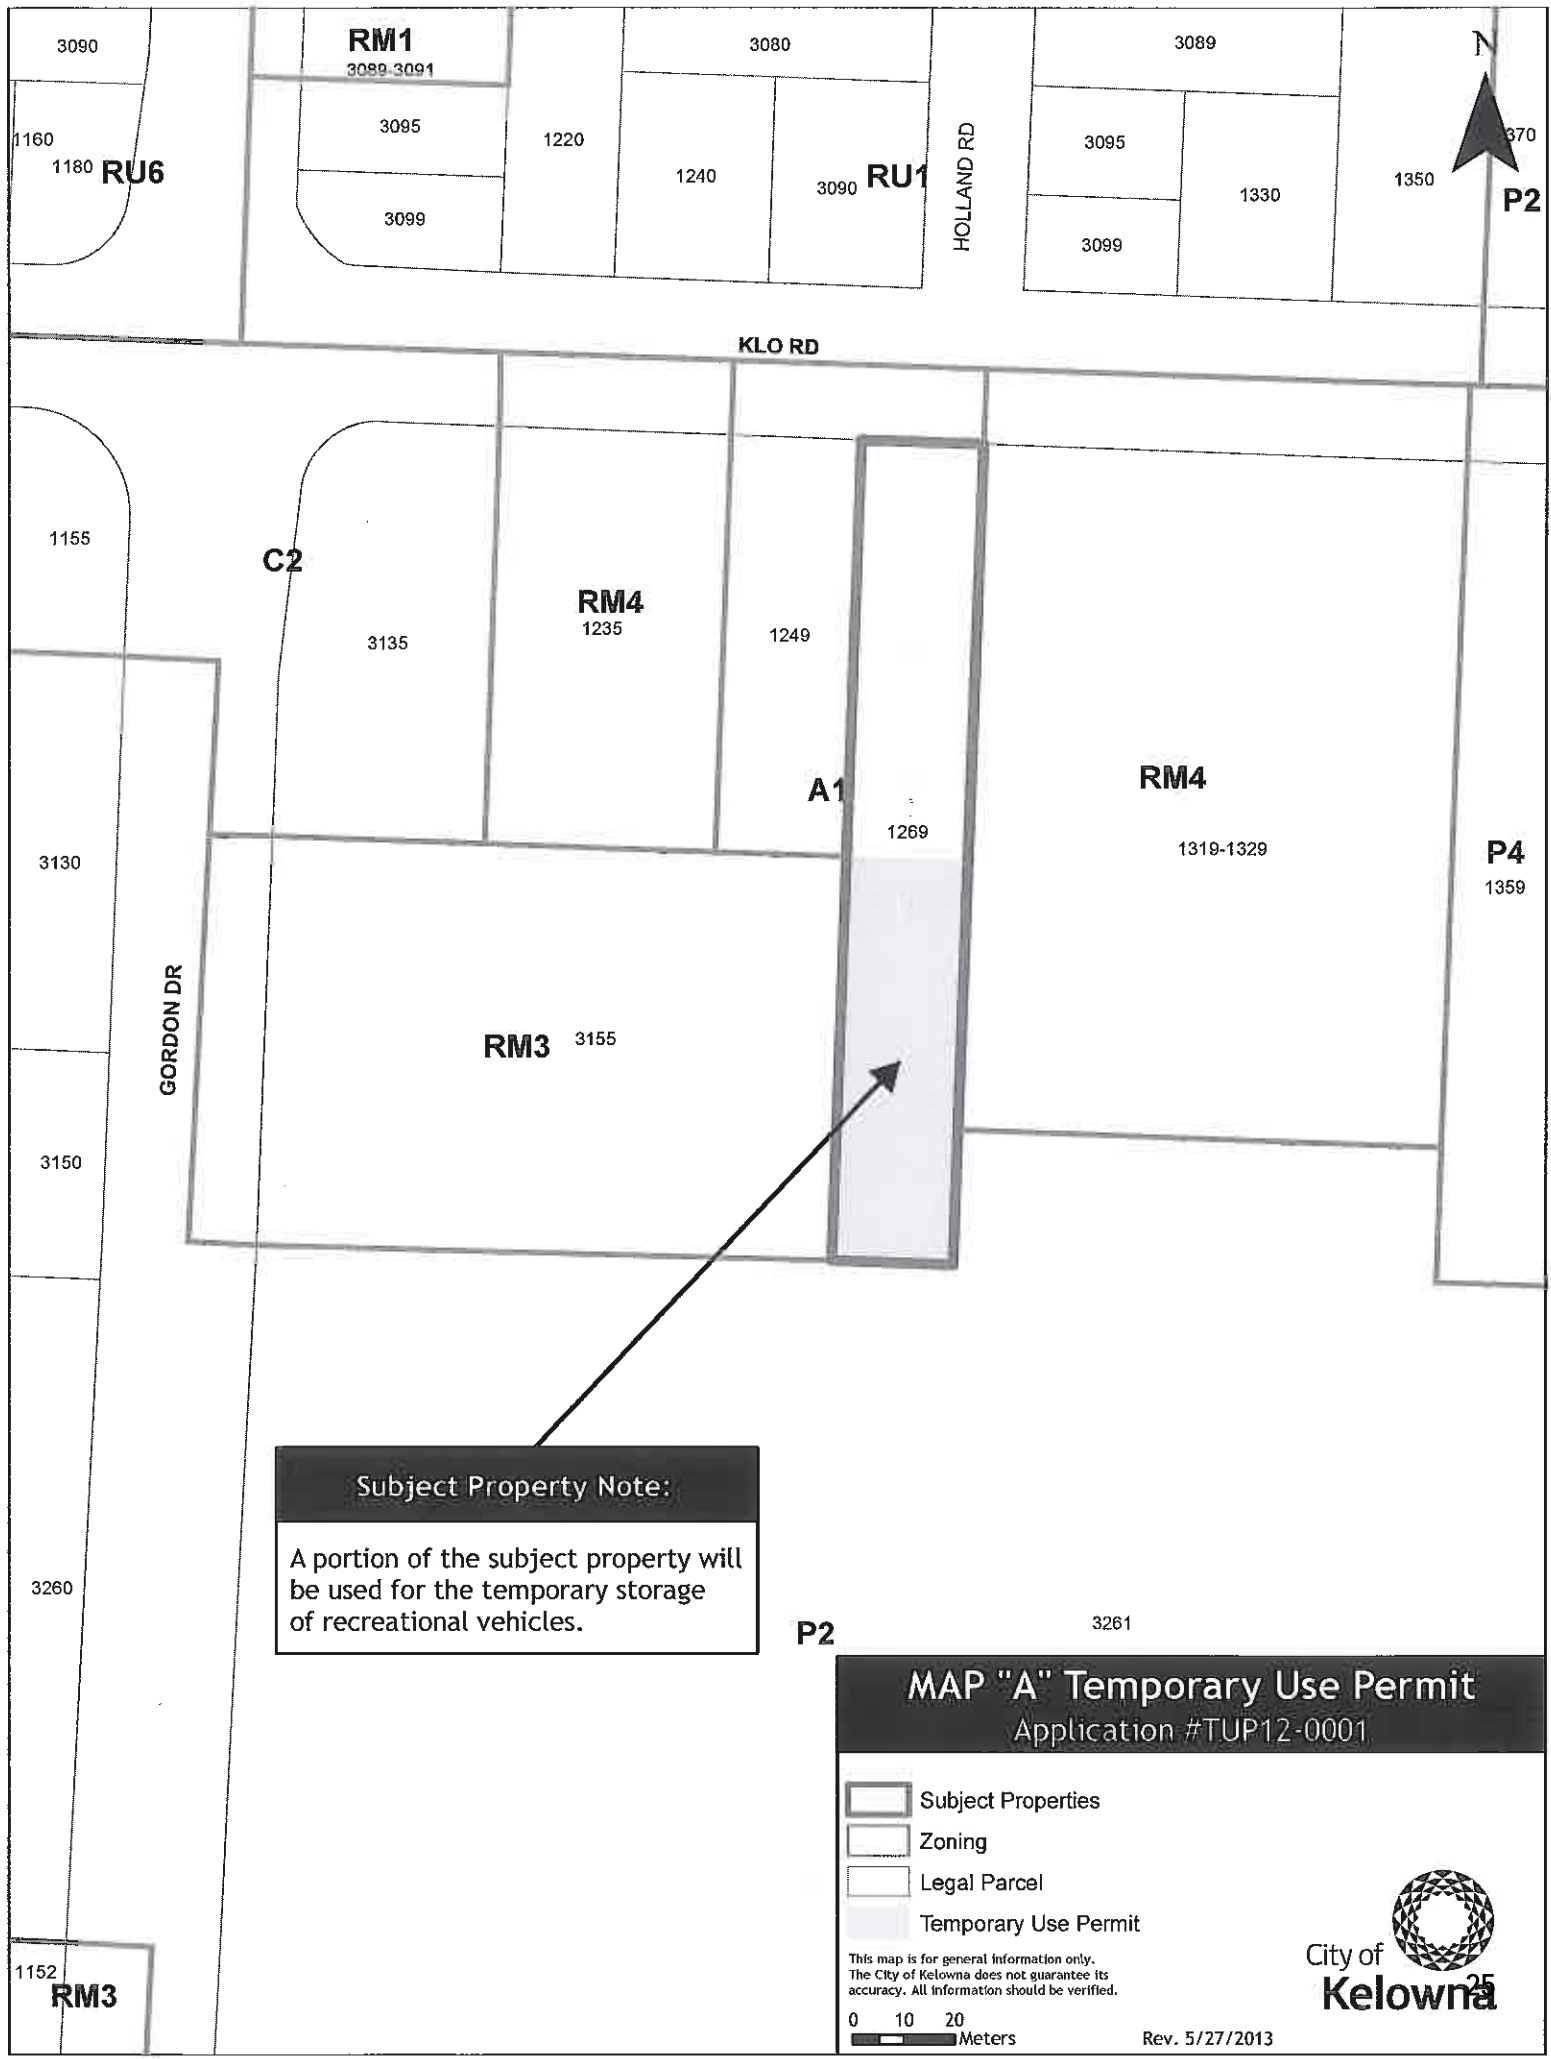 3090
RM1
3089-3091
3080
3089
N
1160
1180
RU6
3095
1220
1240
3090
RU1
HOLLAND RD
3095
1330
1350
370
P2
3099
3099
KLO RD
1155
C2
3135
RM4
1235
1249
A1
1269
RM4
1319-1329
P4
1359
3130
GORDON DR
RM3
3155
3150
Subject Property Note:
A portion of the subject property will
be used for the temporary storage
of recreational vehicles.
3260
P2
3261
MAP "A" Temporary Use Permit
Application #TUP12-0001
Subject Properties
Zoning
Legal Parcel
Temporary Use Permit
This map is for general information only.
The City of Kelowna does not guarantee its
accuracy. All information should be verified.
0 10 20
Meters
Rev. 5/27/2013
City of
Kelowna
25
1152
RM3